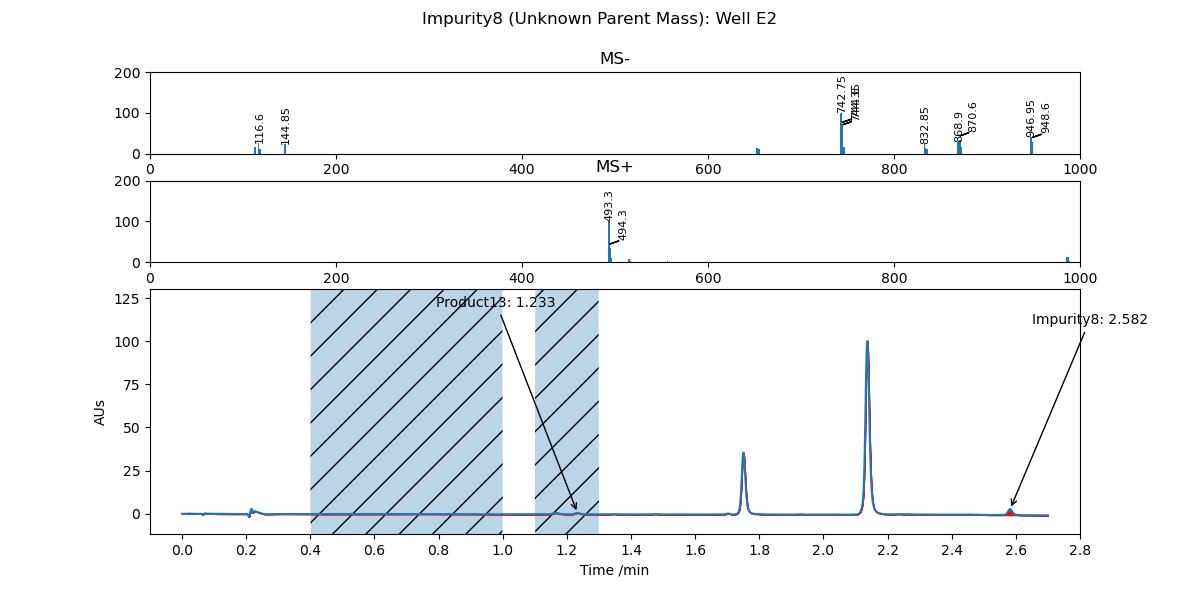 Impurity8 (Unknown Parent Mass): Well E2
MS-
200
100
0
116.6
144.85
742.75
832.85
868.9
870.6
946.95
948.6
0 200 400 600 800 1000
MS+
200
100
0
493.3
494.3
0 200 400 600 800 1000
Product13: 1.233
Impurity8: 2.582
125
100
75
50
25
0
AUs
0.0 0.2 0.4 0.6 0.8 1.0 1.2 1.4 1.6 1.8 2.0 2.2 2.4 2.6 2.8
Time /min